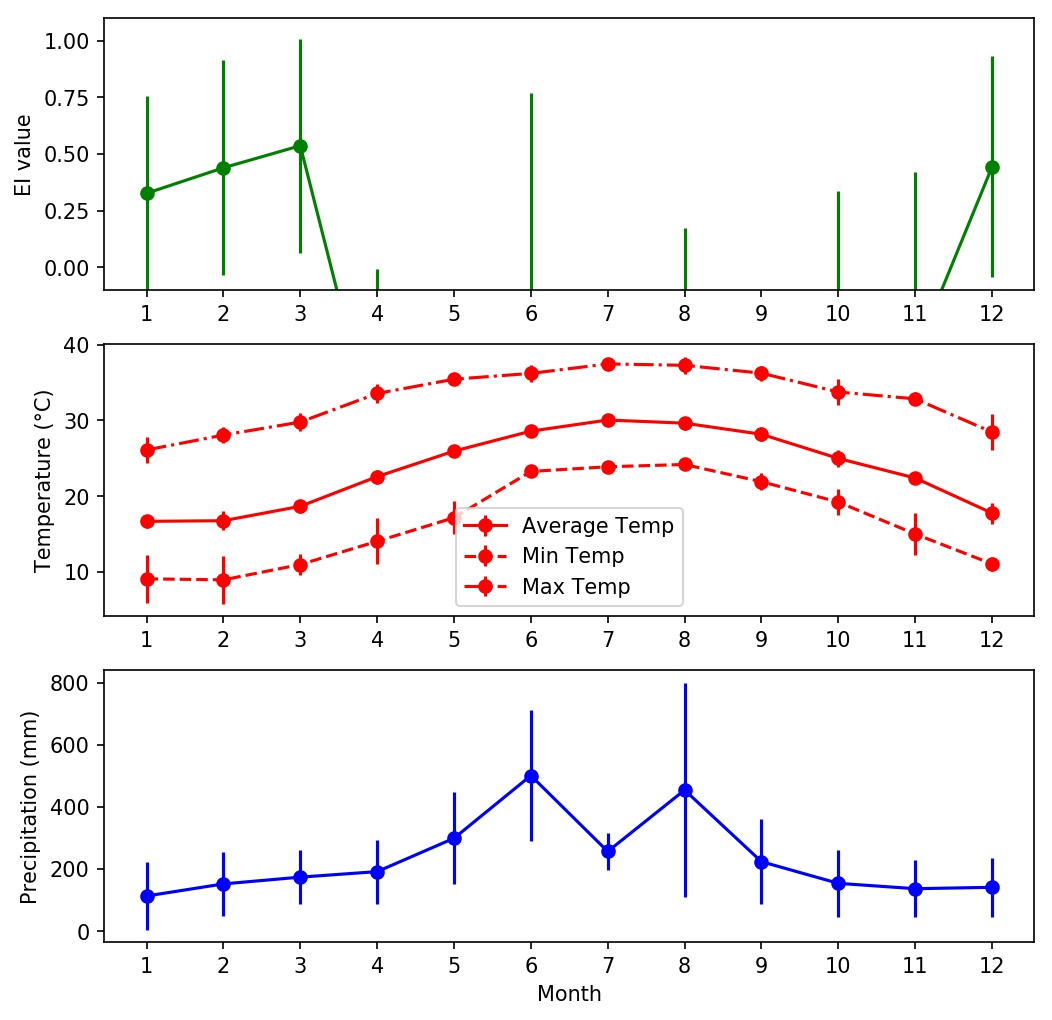 EI value
1.00
0.75
0.50
0.25
0.00
1 2 3 4 5 6 7 8 9 10 11 12
Temperature (°C)
40
30
20
10
Average Temp
Min Temp
Max Temp
1 2 3 4 5 6 7 8 9 10 11 12
Precipitation (mm)
800
600
400
200
0
1 2 3 4 5 6 7 8 9 10 11 12
Month